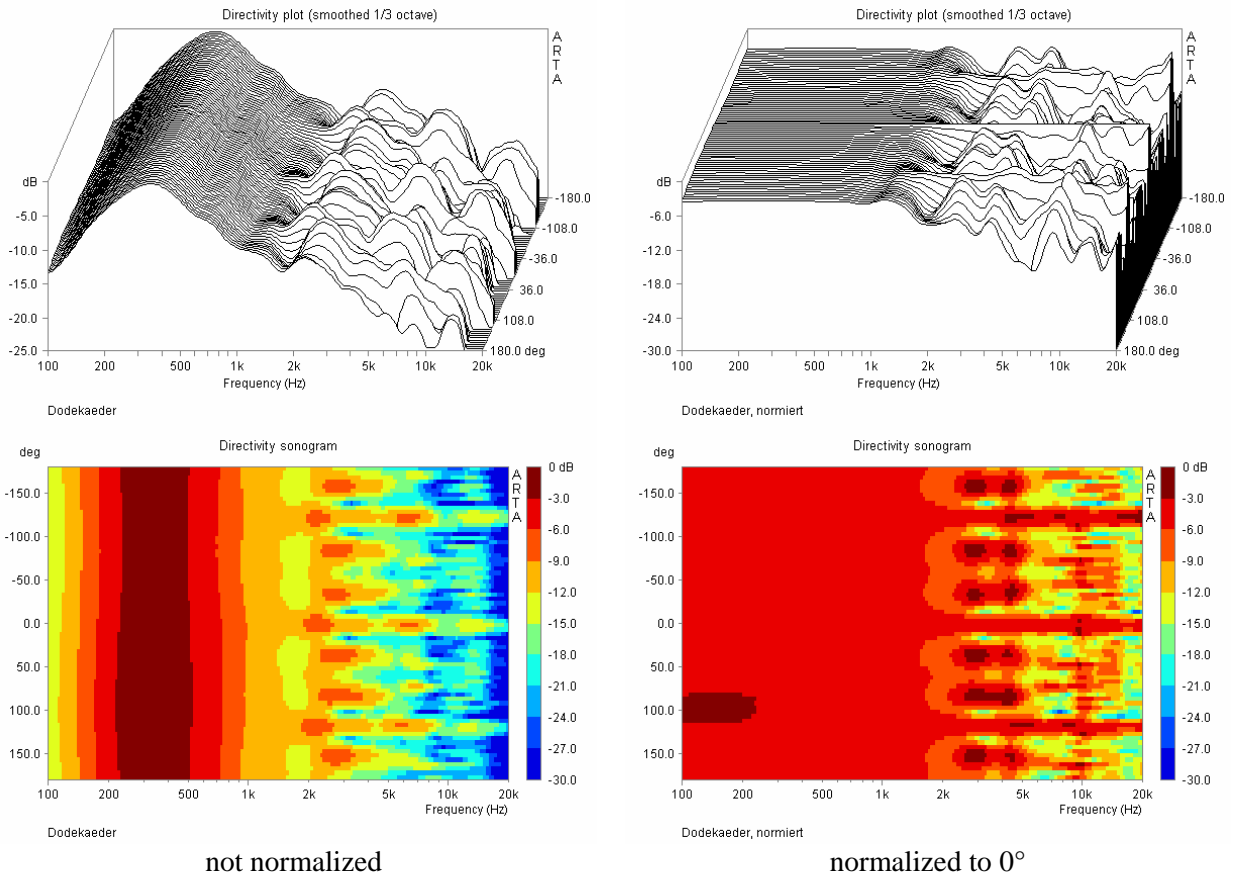 Directivity plot (smoothed 1/3 octave)
A
R
T
A
dB
-5.0
-10.0
-15.0
-20.0
-25.0
-180.0
-108.0
-36.0
36.0
108.0
180.0 deg
100 200 500 1k 2k 5k 10k 20k
Frequency (Hz)
Dodekaeder
Directivity plot (smoothed 1/3 octave)
A
R
T
A
dB
-6.0
-12.0
-18.0
-24.0
-30.0
-180.0
-108.0
-36.0
36.0
108.0
180.0 deg
100 200 500 1k 2k 5k 10k 20k
Frequency (Hz)
Dodekaeder, normiert
Directivity sonogram
deg
-150.0
-100.0
-50.0
0.0
50.0
100.0
150.0
A
R
T
A
0 dB
-3.0
-6.0
-9.0
-12.0
-15.0
-18.0
-21.0
-24.0
-27.0
-30.0
100 200 500 1k 2k 5k 10k 20k
Frequency (Hz)
Dodekaeder
Directivity sonogram
deg
-150.0
-100.0
-50.0
0.0
50.0
100.0
150.0
A
R
T
A
0 dB
-3.0
-6.0
-9.0
-12.0
-15.0
-18.0
-21.0
-24.0
-27.0
-30.0
100 200 500 1k 2k 5k 10k 20k
Frequency (Hz)
Dodekaeder, normiert
not normalized
normalized to 0°